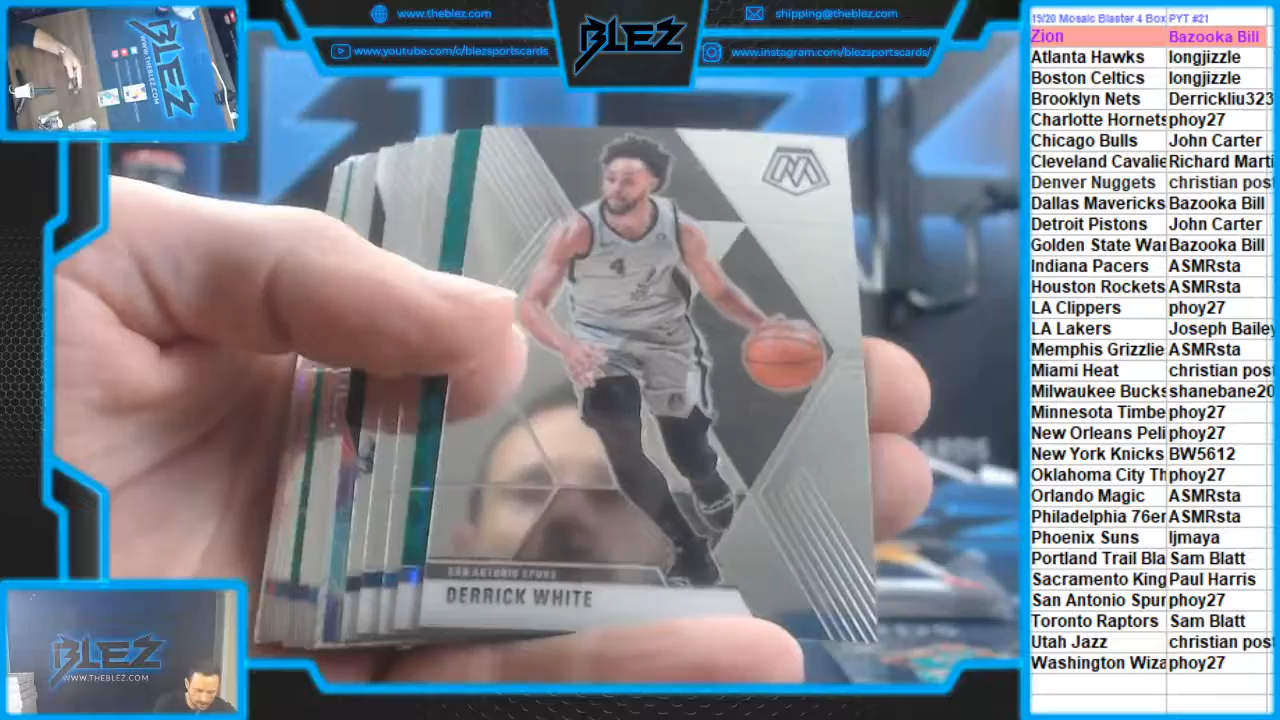 www.theblez.com
shipping@theblez.com
www.youtube.com/c/blezsportscards
www.instagram.com/blezsportscards/
BLEZ
BLEZ
WWW.THEBLEZ.COM
4
SAN ANTONIO SPURS
DERRICK WHITE
BLEZ
WWW.THEBLEZ.COM
19/20 Mosaic Blaster 4 Box PYT #21
Zion Bazooka Bill
Atlanta Hawks longjizzle
Boston Celtics longjizzle
Brooklyn Nets Derrickliu323
Charlotte Hornets phoy27
Chicago Bulls John Carter
Cleveland Cavalie Richard Marti
Denver Nuggets christian pos
Dallas Mavericks Bazooka Bill
Detroit Pistons John Carter
Golden State War Bazooka Bill
Indiana Pacers ASMRsta
Houston Rockets ASMRsta
LA Clippers phoy27
LA Lakers Joseph Bailey
Memphis Grizzlie ASMRsta
Miami Heat christian pos
Milwaukee Bucks shanebane20
Minnesota Timbe phoy27
New Orleans Peli phoy27
New York Knicks BW5612
Oklahoma City Th phoy27
Orlando Magic ASMRsta
Philadelphia 76er ASMRsta
Phoenix Suns ljmaya
Portland Trail Bla Sam Blatt
Sacramento King Paul Harris
San Antonio Spur phoy27
Toronto Raptors Sam Blatt
Utah Jazz christian pos
Washington Wiza phoy27